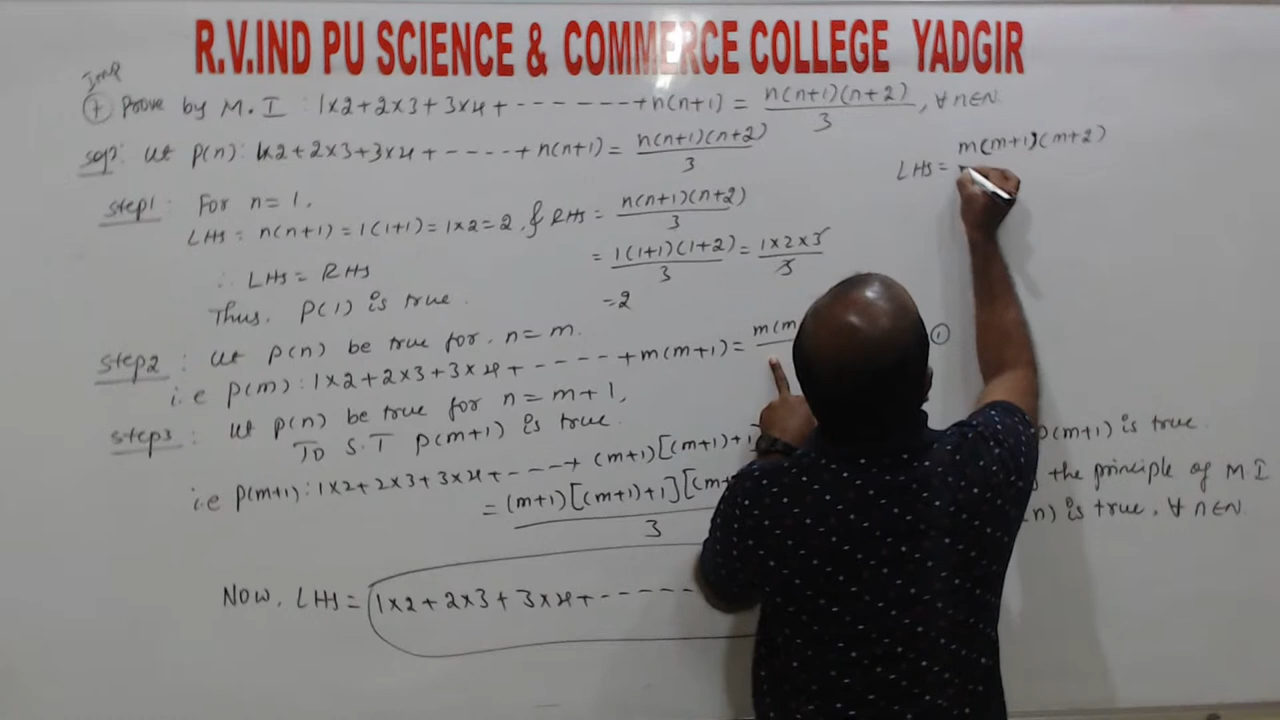 R.V.IND PU SCIENCE & COMMERCE COLLEGE YADGIR
Imp
7 Prove by M.I : 1×2+2×3+3×4+------+n(n+1) = n(n+1)(n+2)/3, ∀ n∈N
Sol: Let P(n): 1×2+2×3+3×4+-----+n(n+1) = n(n+1)(n+2)/3
Step1: For n=1,
LHS = n(n+1) = 1(1+1) = 1×2 = 2, & RHS = n(n+1)(n+2)/3
= 1(1+1)(1+2)/3 = 1×2×3/3
∴ LHS = RHS
=2
Thus, P(1) is true.
Step2: Let P(n) be true for, n=m.
i.e P(m): 1×2+2×3+3×4+-----+m(m+1) = m(m ①
Step3: Let P(n) be true for n=m+1,
To S.T P(m+1) is true.
i.e P(m+1): 1×2+2×3+3×4+-----+(m+1)[(m+1)+1]
= (m+1)[(m+1)+1][(m+ /3
Now, LHS = 1×2+2×3+3×4+------
LHS = m(m+1)(m+2)
P(m+1) is true.
the principle of M.I
(n) is true, ∀ n∈N